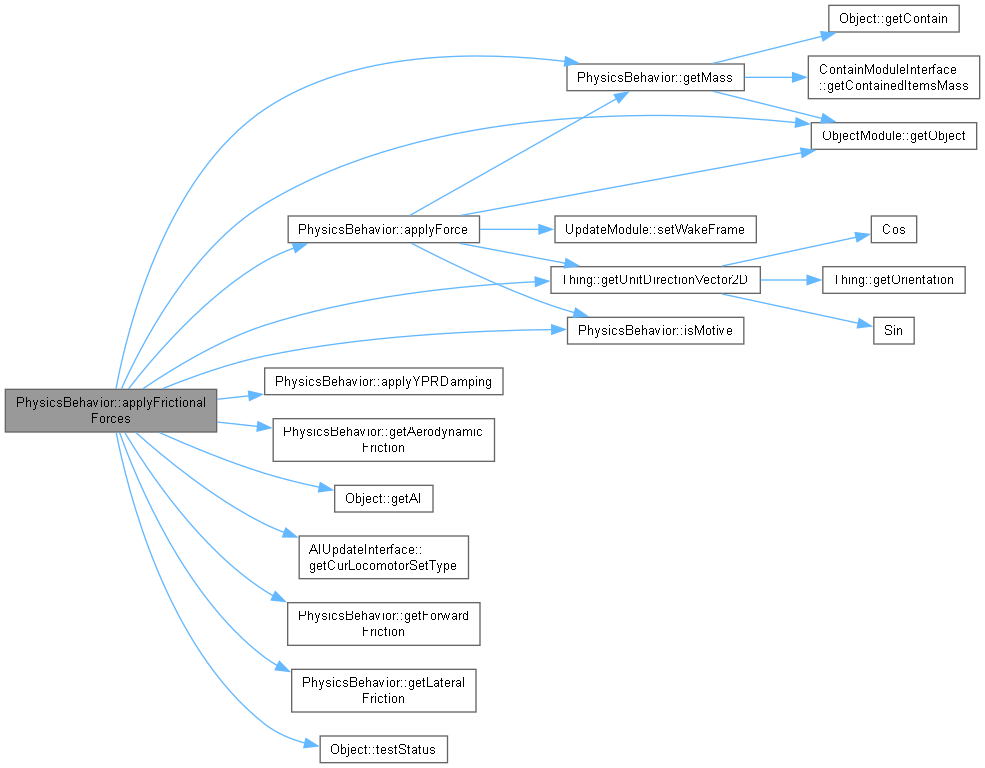 Object::getContain
PhysicsBehavior::getMass
ContainModuleInterface
::getContainedItemsMass
ObjectModule::getObject
PhysicsBehavior::applyForce
UpdateModule::setWakeFrame
Cos
Thing::getUnitDirectionVector2D
Thing::getOrientation
PhysicsBehavior::isMotive
Sin
PhysicsBehavior::applyYPRDamping
PhysicsBehavior::applyFrictional
Forces
PhysicsBehavior::getAerodynamic
Friction
Object::getAI
AIUpdateInterface::
getCurLocomotorSetType
PhysicsBehavior::getForward
Friction
PhysicsBehavior::getLateral
Friction
Object::testStatus